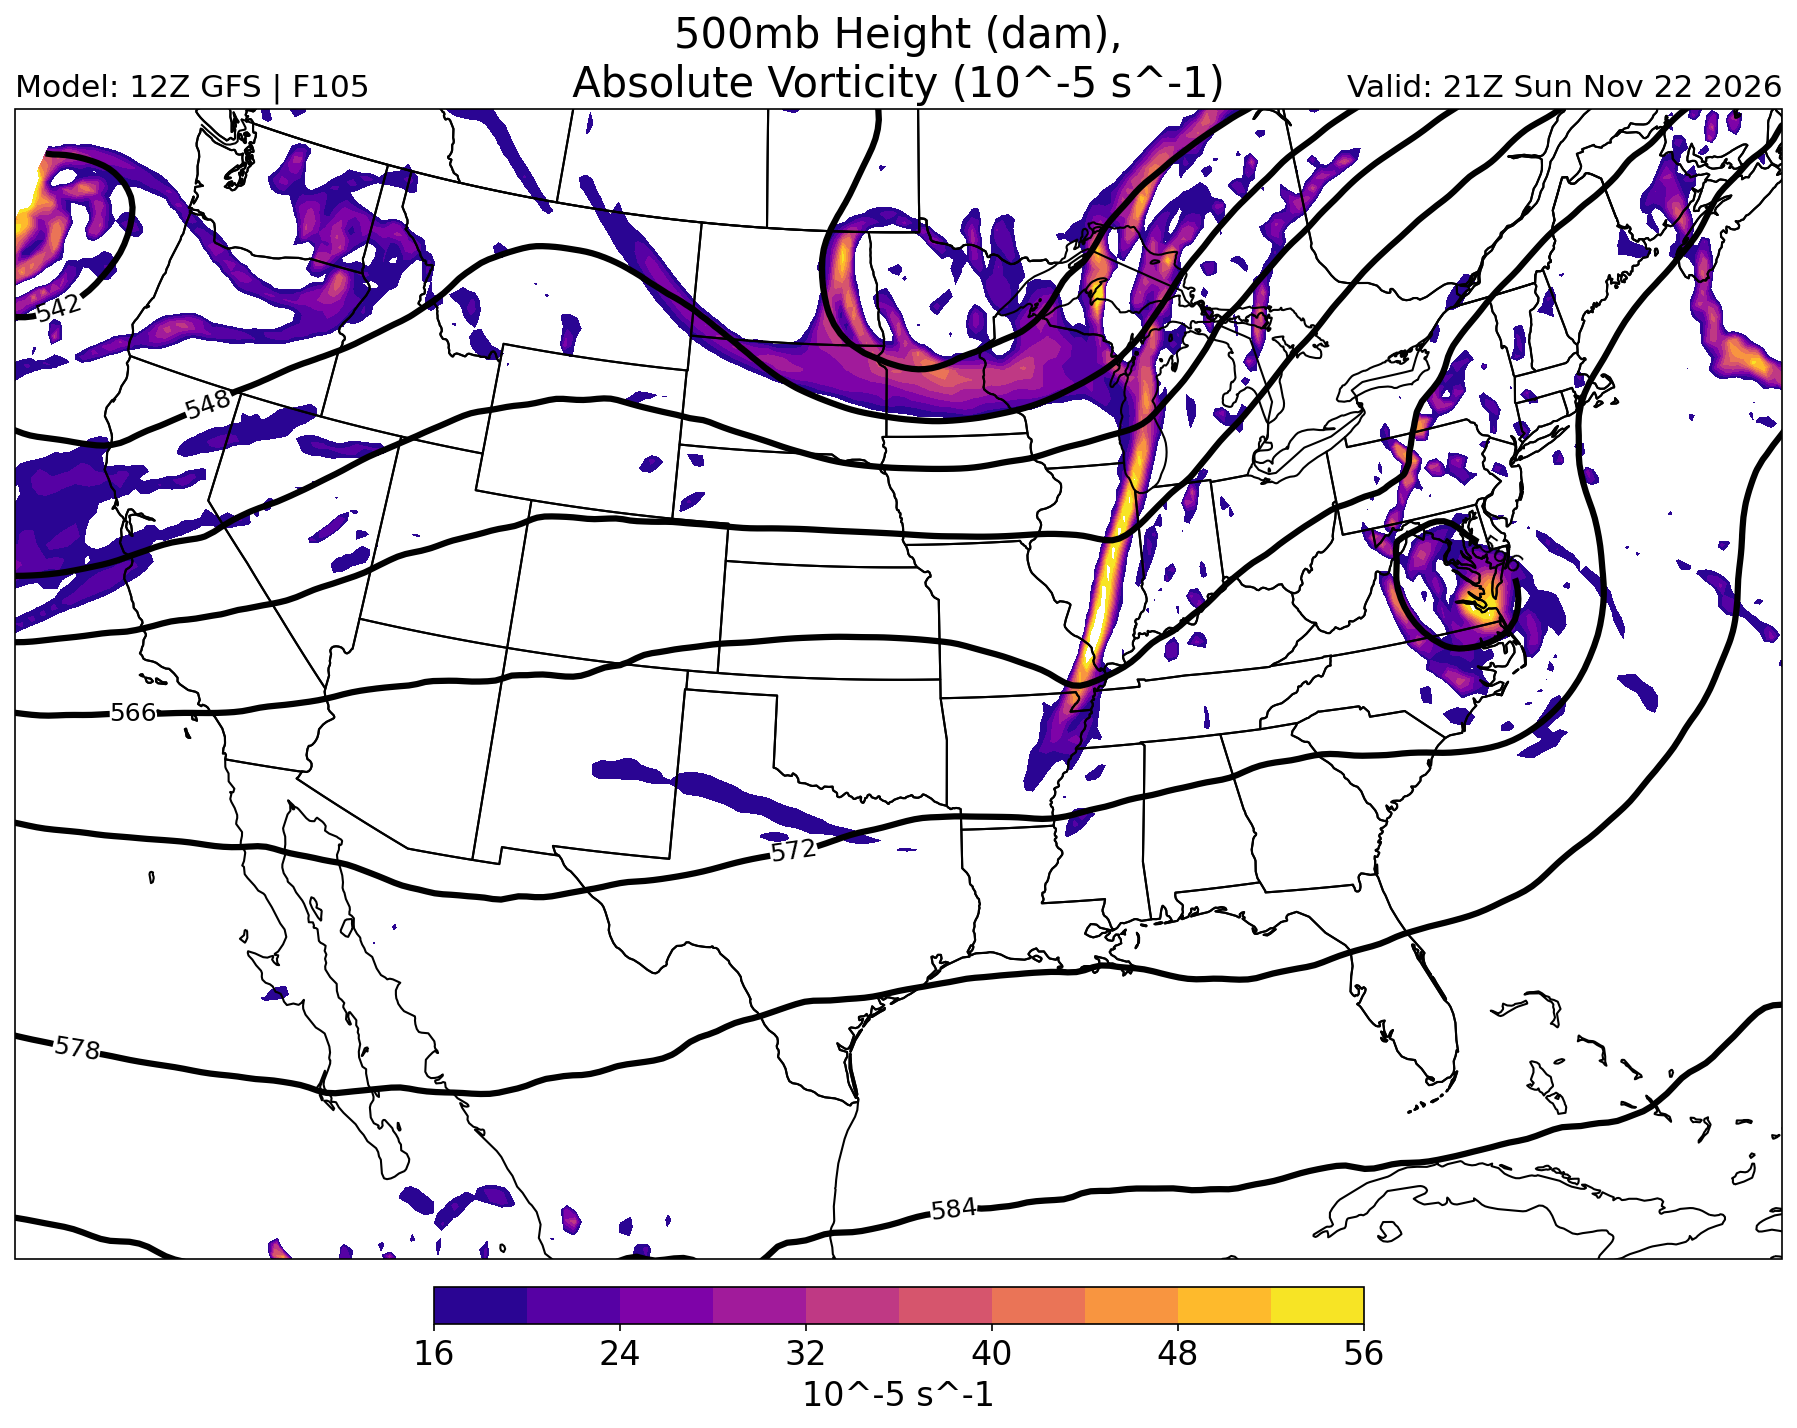 500mb Height (dam),
Absolute Vorticity (10^-5 s^-1)
Model: 12Z GFS | F105
Valid: 21Z Sun Nov 22 2026
542
548
566
572
578
584
16
24
32
40
48
56
10^-5 s^-1